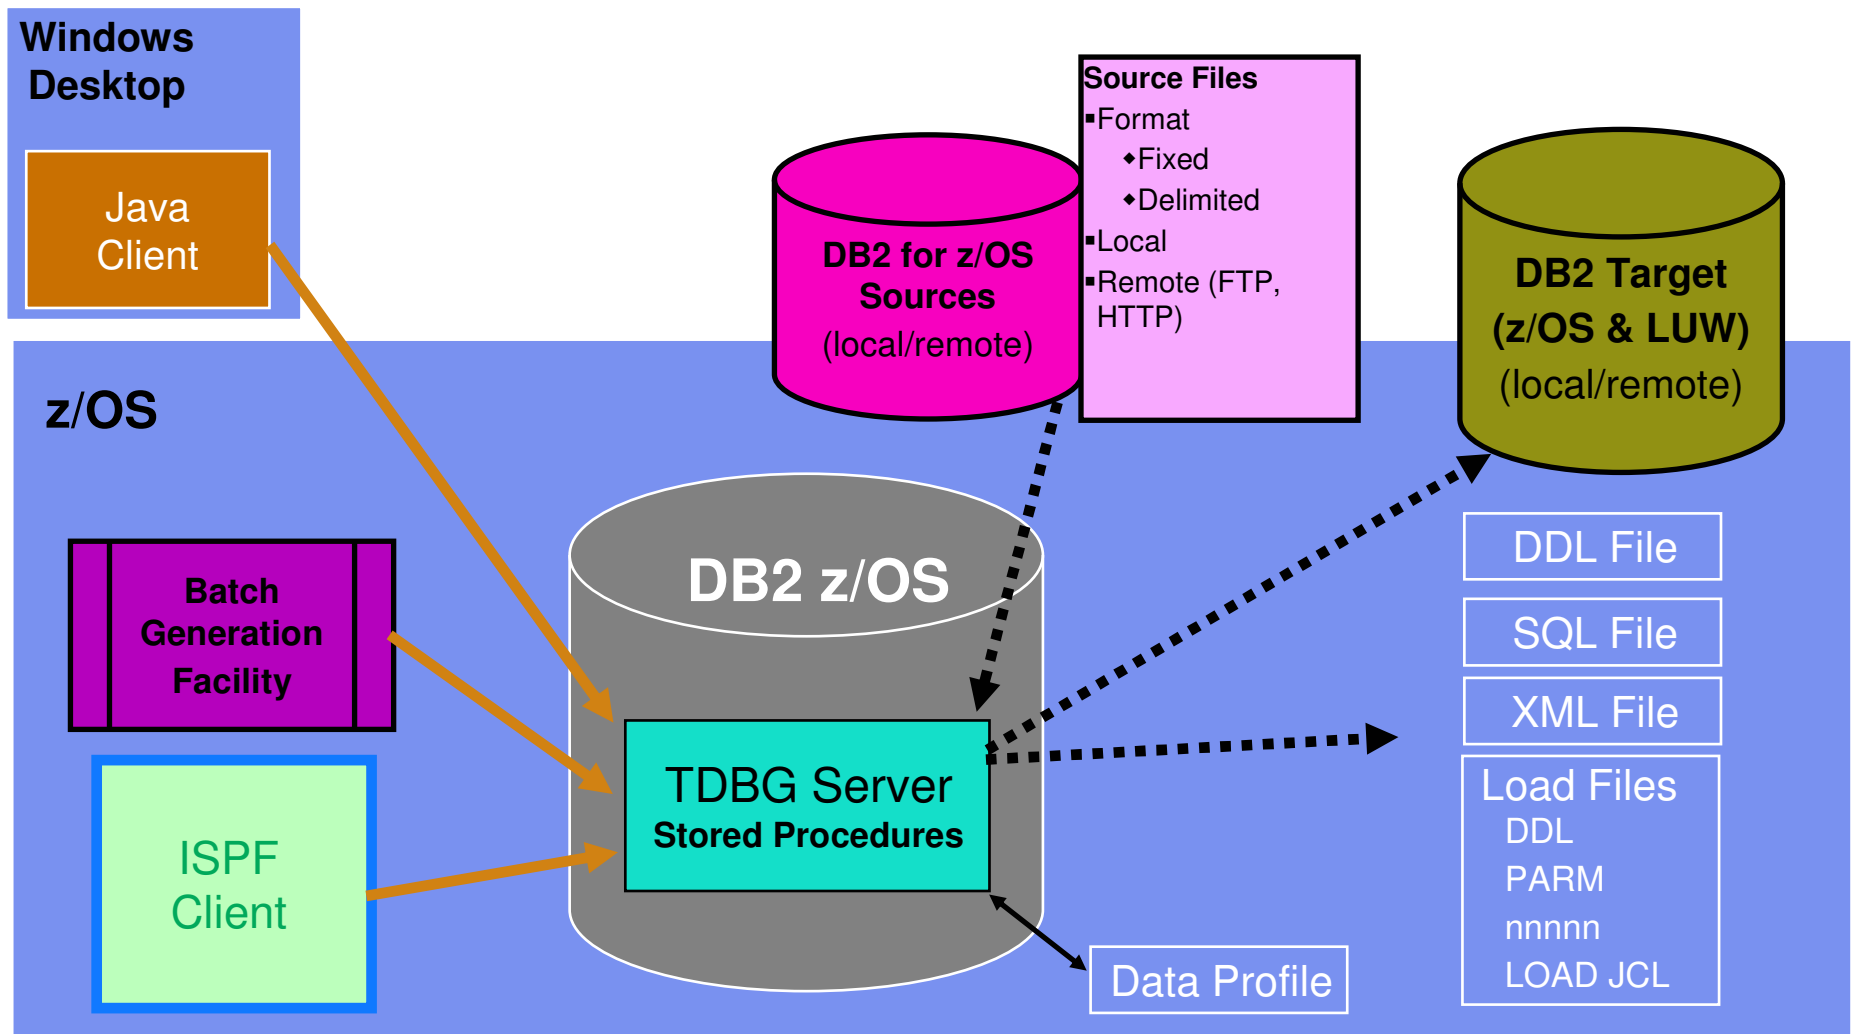 Windows
Desktop
Java
Client
Source Files
▪Format
◆Fixed
◆Delimited
▪Local
▪Remote (FTP,
HTTP)
DB2 for z/OS
Sources
(local/remote)
DB2 Target
(z/OS & LUW)
(local/remote)
z/OS
Batch
Generation
Facility
ISPF
Client
DB2 z/OS
TDBG Server
Stored Procedures
Data Profile
DDL File
SQL File
XML File
Load Files
DDL
PARM
nnnnn
LOAD JCL